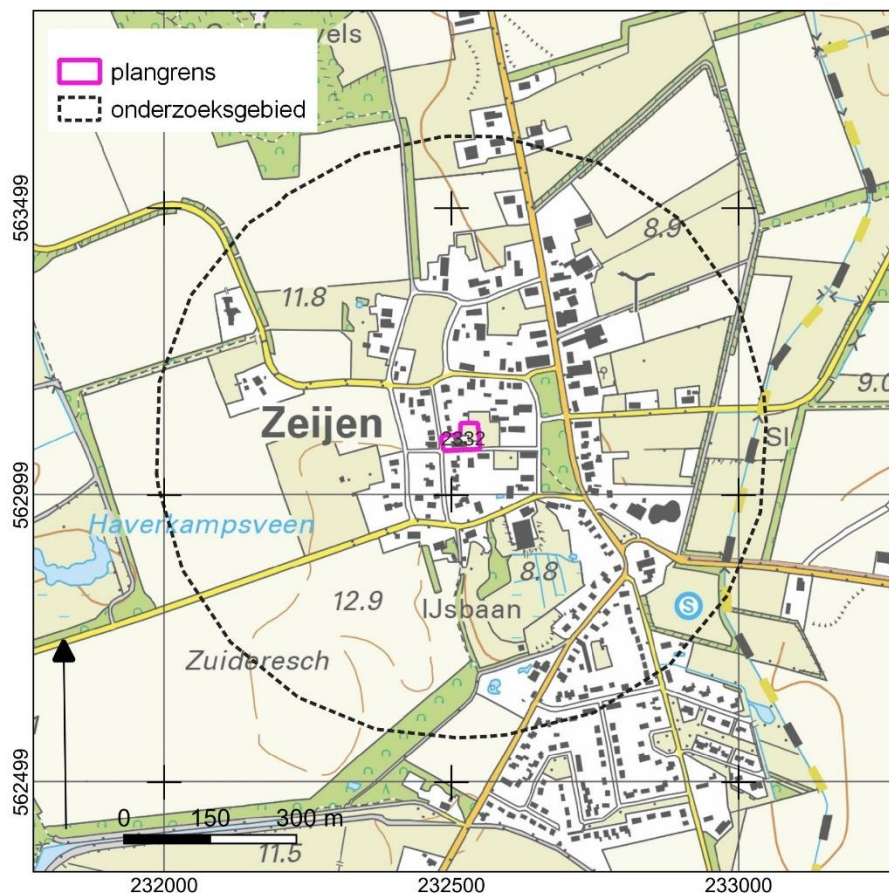 vels
plangrens
onderzoeksgebied
563499
8.9
11.8
9.0
Zeijen
SI
562999
Haverkampsveen
8.8
12.9
IJsbaan
S
Zuideresch
562499
0 150 300 m
11.5
232000 232500 233000